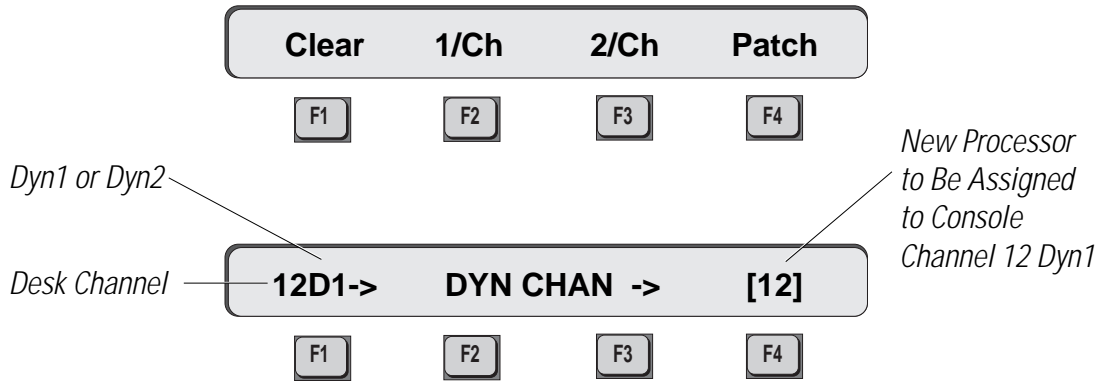 Clear 1/Ch 2/Ch Patch
F1 F2 F3 F4
Dyn1 or Dyn2
New Processor
to Be Assigned
to Console
Channel 12 Dyn1
Desk Channel
12D1-> DYN CHAN -> [12]
F1 F2 F3 F4